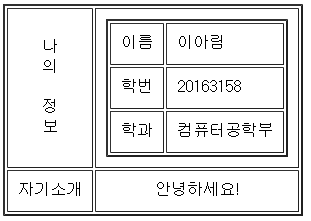 나
의
정
보
이름 이아림
학번 20163158
학과 컴퓨터공학부
자기소개 안녕하세요!